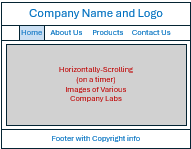 Company Name and Logo
Home About Us Products Contact Us
Horizontally-Scrolling
(on a timer)
Images of Various
Company Labs
Footer with Copyright info